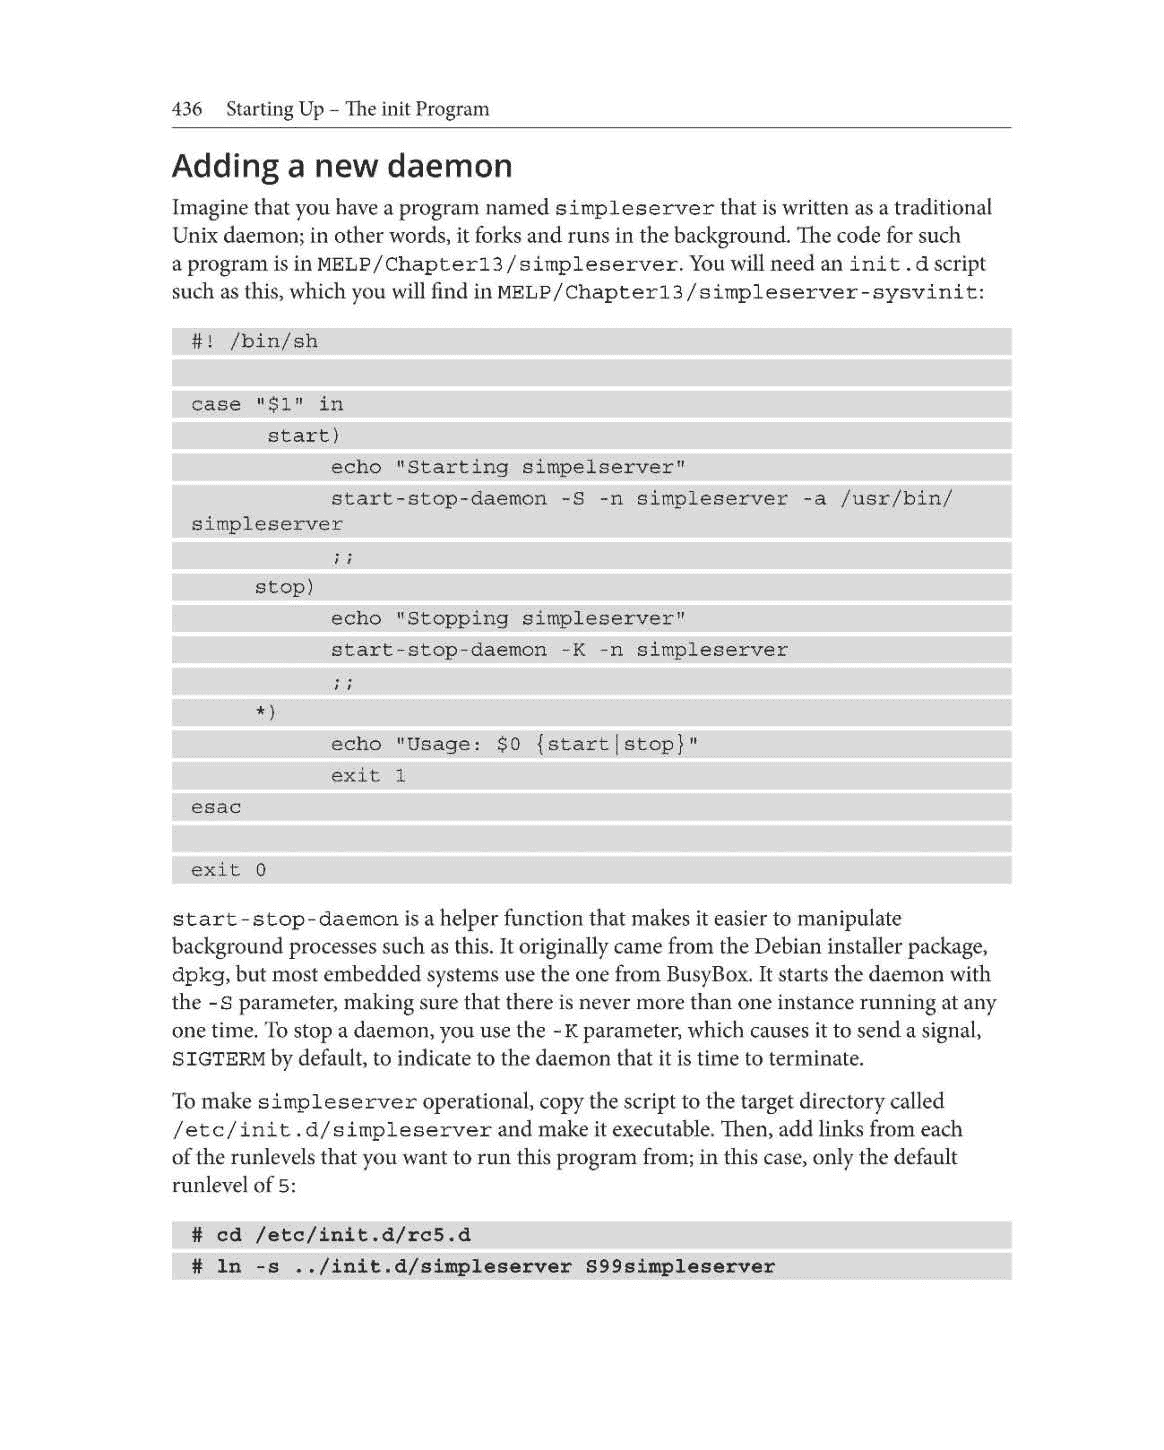 436 Starting Up – The init Program
Adding a new daemon
Imagine that you have a program named simpleserver that is written as a traditional
Unix daemon; in other words, it forks and runs in the background. The code for such
a program is in MELP/Chapter13/simpleserver. You will need an init.d script
such as this, which you will find in MELP/Chapter13/simpleserver-sysvinit:
#! /bin/sh
case "$1" in
start)
echo "Starting simpelserver"
start-stop-daemon -S -n simpleserver -a /usr/bin/
simpleserver
;;
stop)
echo "Stopping simpleserver"
start-stop-daemon -K -n simpleserver
;;
*)
echo "Usage: $0 {start|stop}"
exit 1
esac
exit 0
start-stop-daemon is a helper function that makes it easier to manipulate
background processes such as this. It originally came from the Debian installer package,
dpkg, but most embedded systems use the one from BusyBox. It starts the daemon with
the -S parameter, making sure that there is never more than one instance running at any
one time. To stop a daemon, you use the -K parameter, which causes it to send a signal,
SIGTERM by default, to indicate to the daemon that it is time to terminate.
To make simpleserver operational, copy the script to the target directory called
/etc/init.d/simpleserver and make it executable. Then, add links from each
of the runlevels that you want to run this program from; in this case, only the default
runlevel of 5:
# cd /etc/init.d/rc5.d
# ln -s ../init.d/simpleserver S99simpleserver